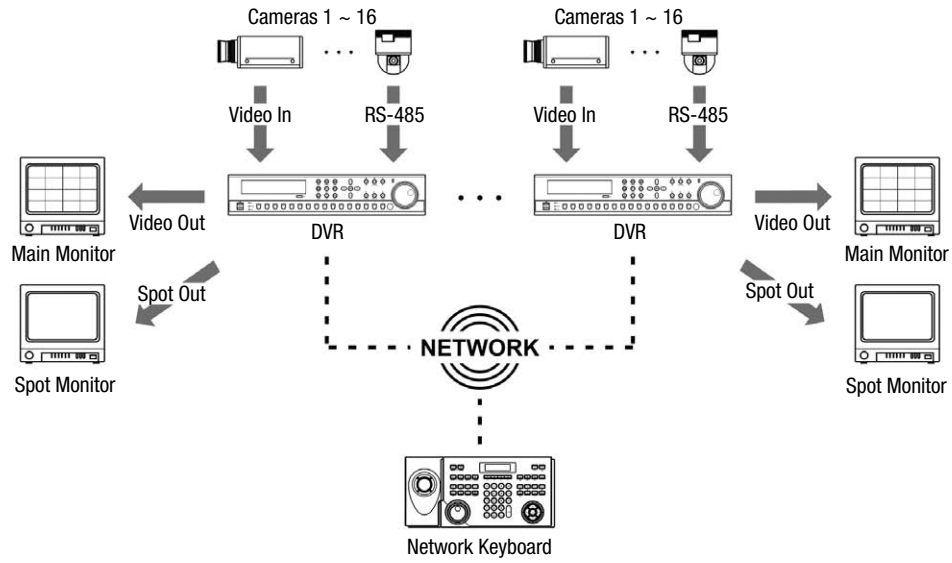 Cameras 1 ~ 16
Cameras 1 ~ 16
Video In
RS-485
Video In
RS-485
Video Out
DVR
DVR
Video Out
Main Monitor
Main Monitor
Spot Out
Spot Out
NETWORK
Spot Monitor
Spot Monitor
Network Keyboard